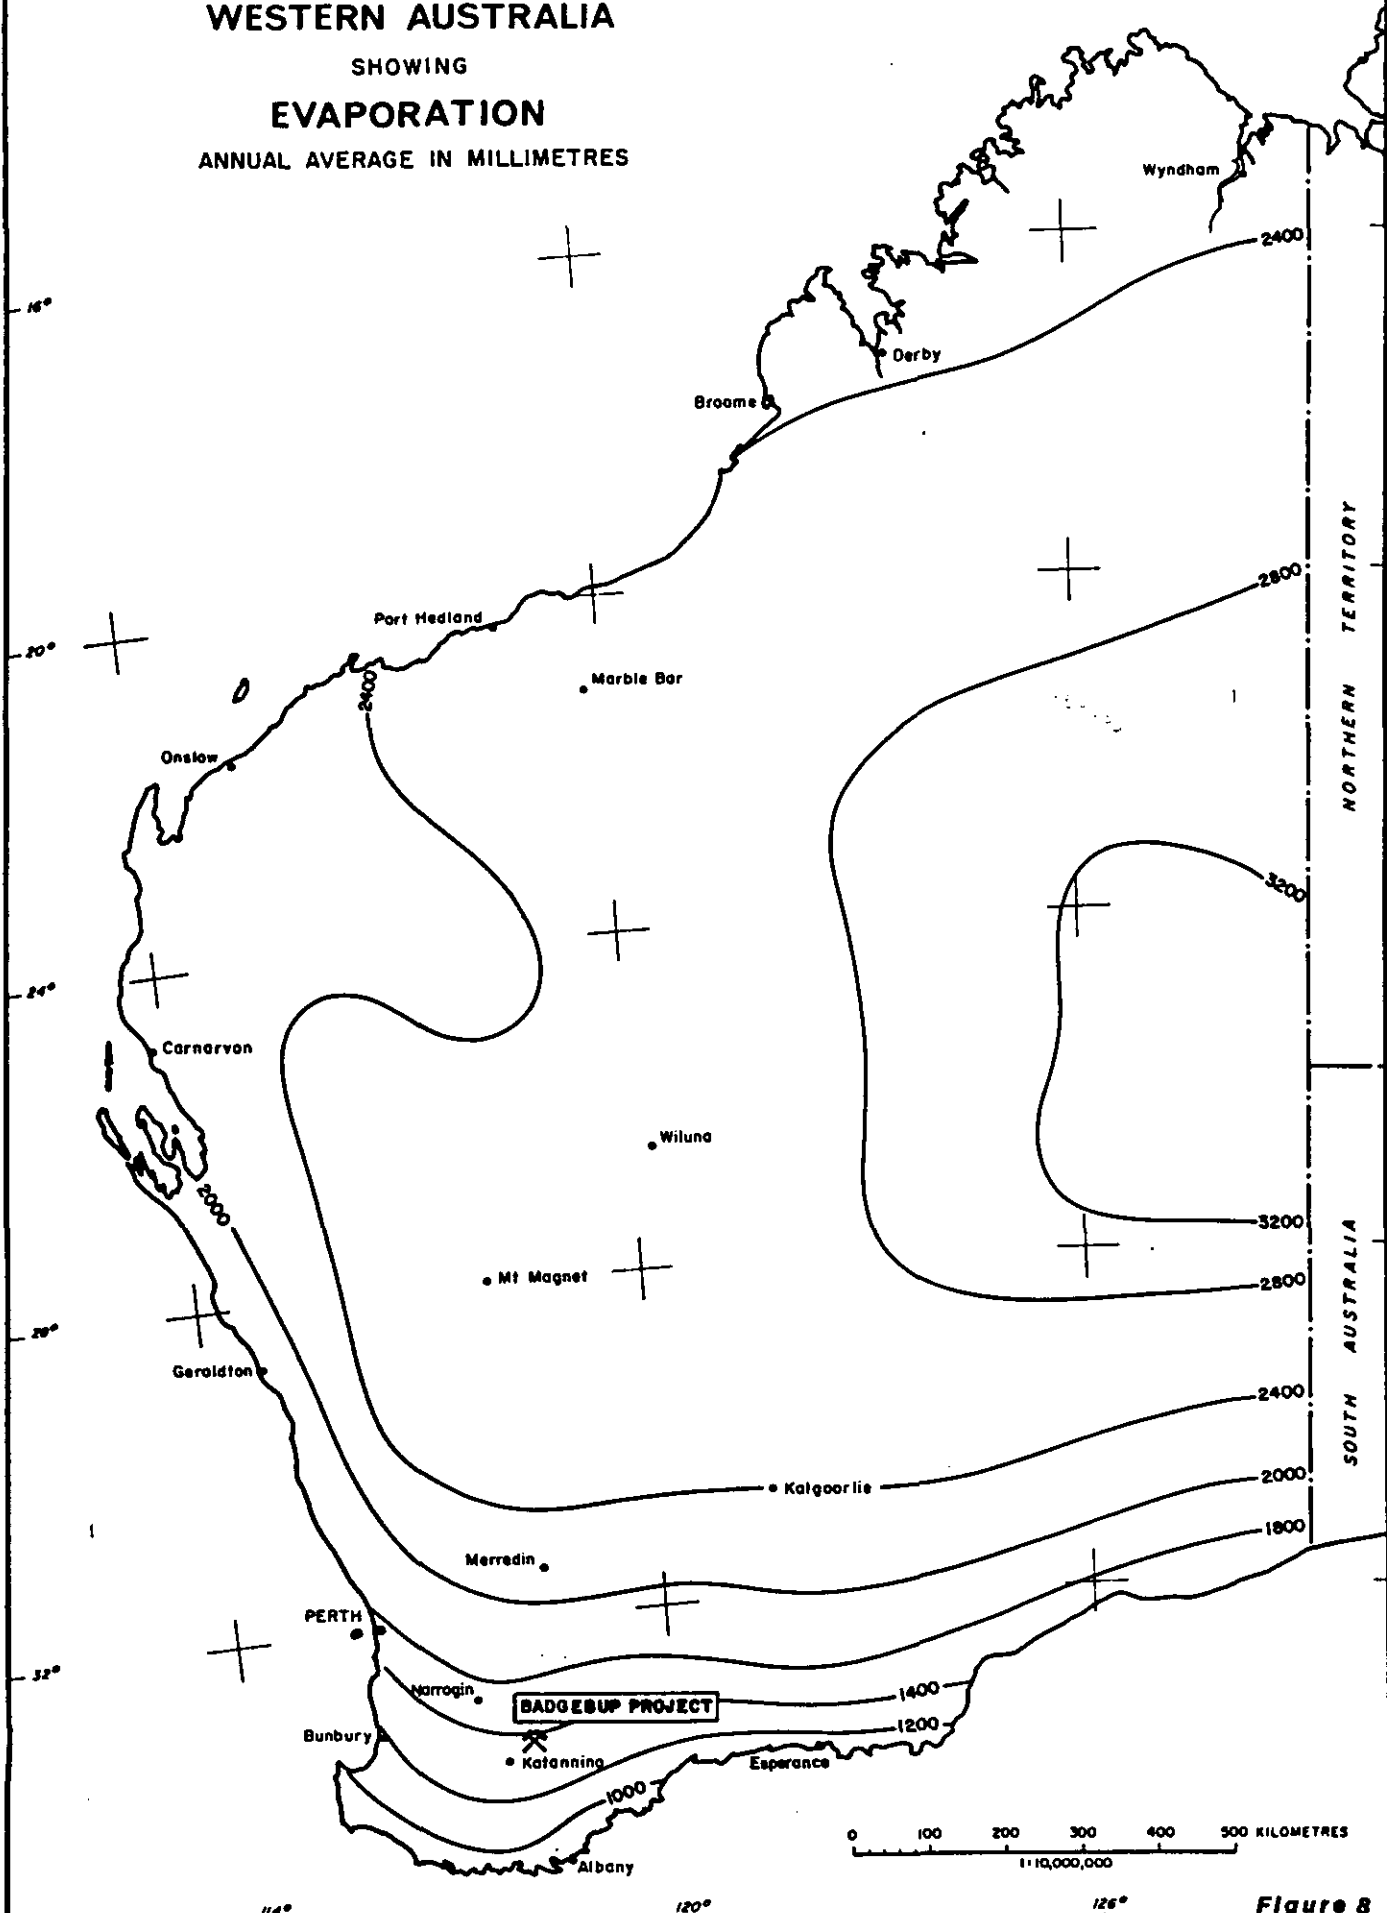 WESTERN AUSTRALIA
SHOWING
EVAPORATION
ANNUAL AVERAGE IN MILLIMETRES
Wyndham
2400
16°
Derby
Broome
NORTHERN TERRITORY
2800
Port Hedland
20°
Marble Bar
2400
Onslow
3200
24°
Carnarvon
Wiluna
2000
3200
Mt Magnet
2800
SOUTH AUSTRALIA
28°
Geraldton
2400
2000
Kalgoorlie
1800
Merredin
PERTH
32°
Narrogin
1400
BADGEBUP PROJECT
1200
Bunbury
Katanning
Esperance
1000
0 100 200 300 400 500 KILOMETRES
1:10,000,000
Albany
114° 120° 126°
Figure 8